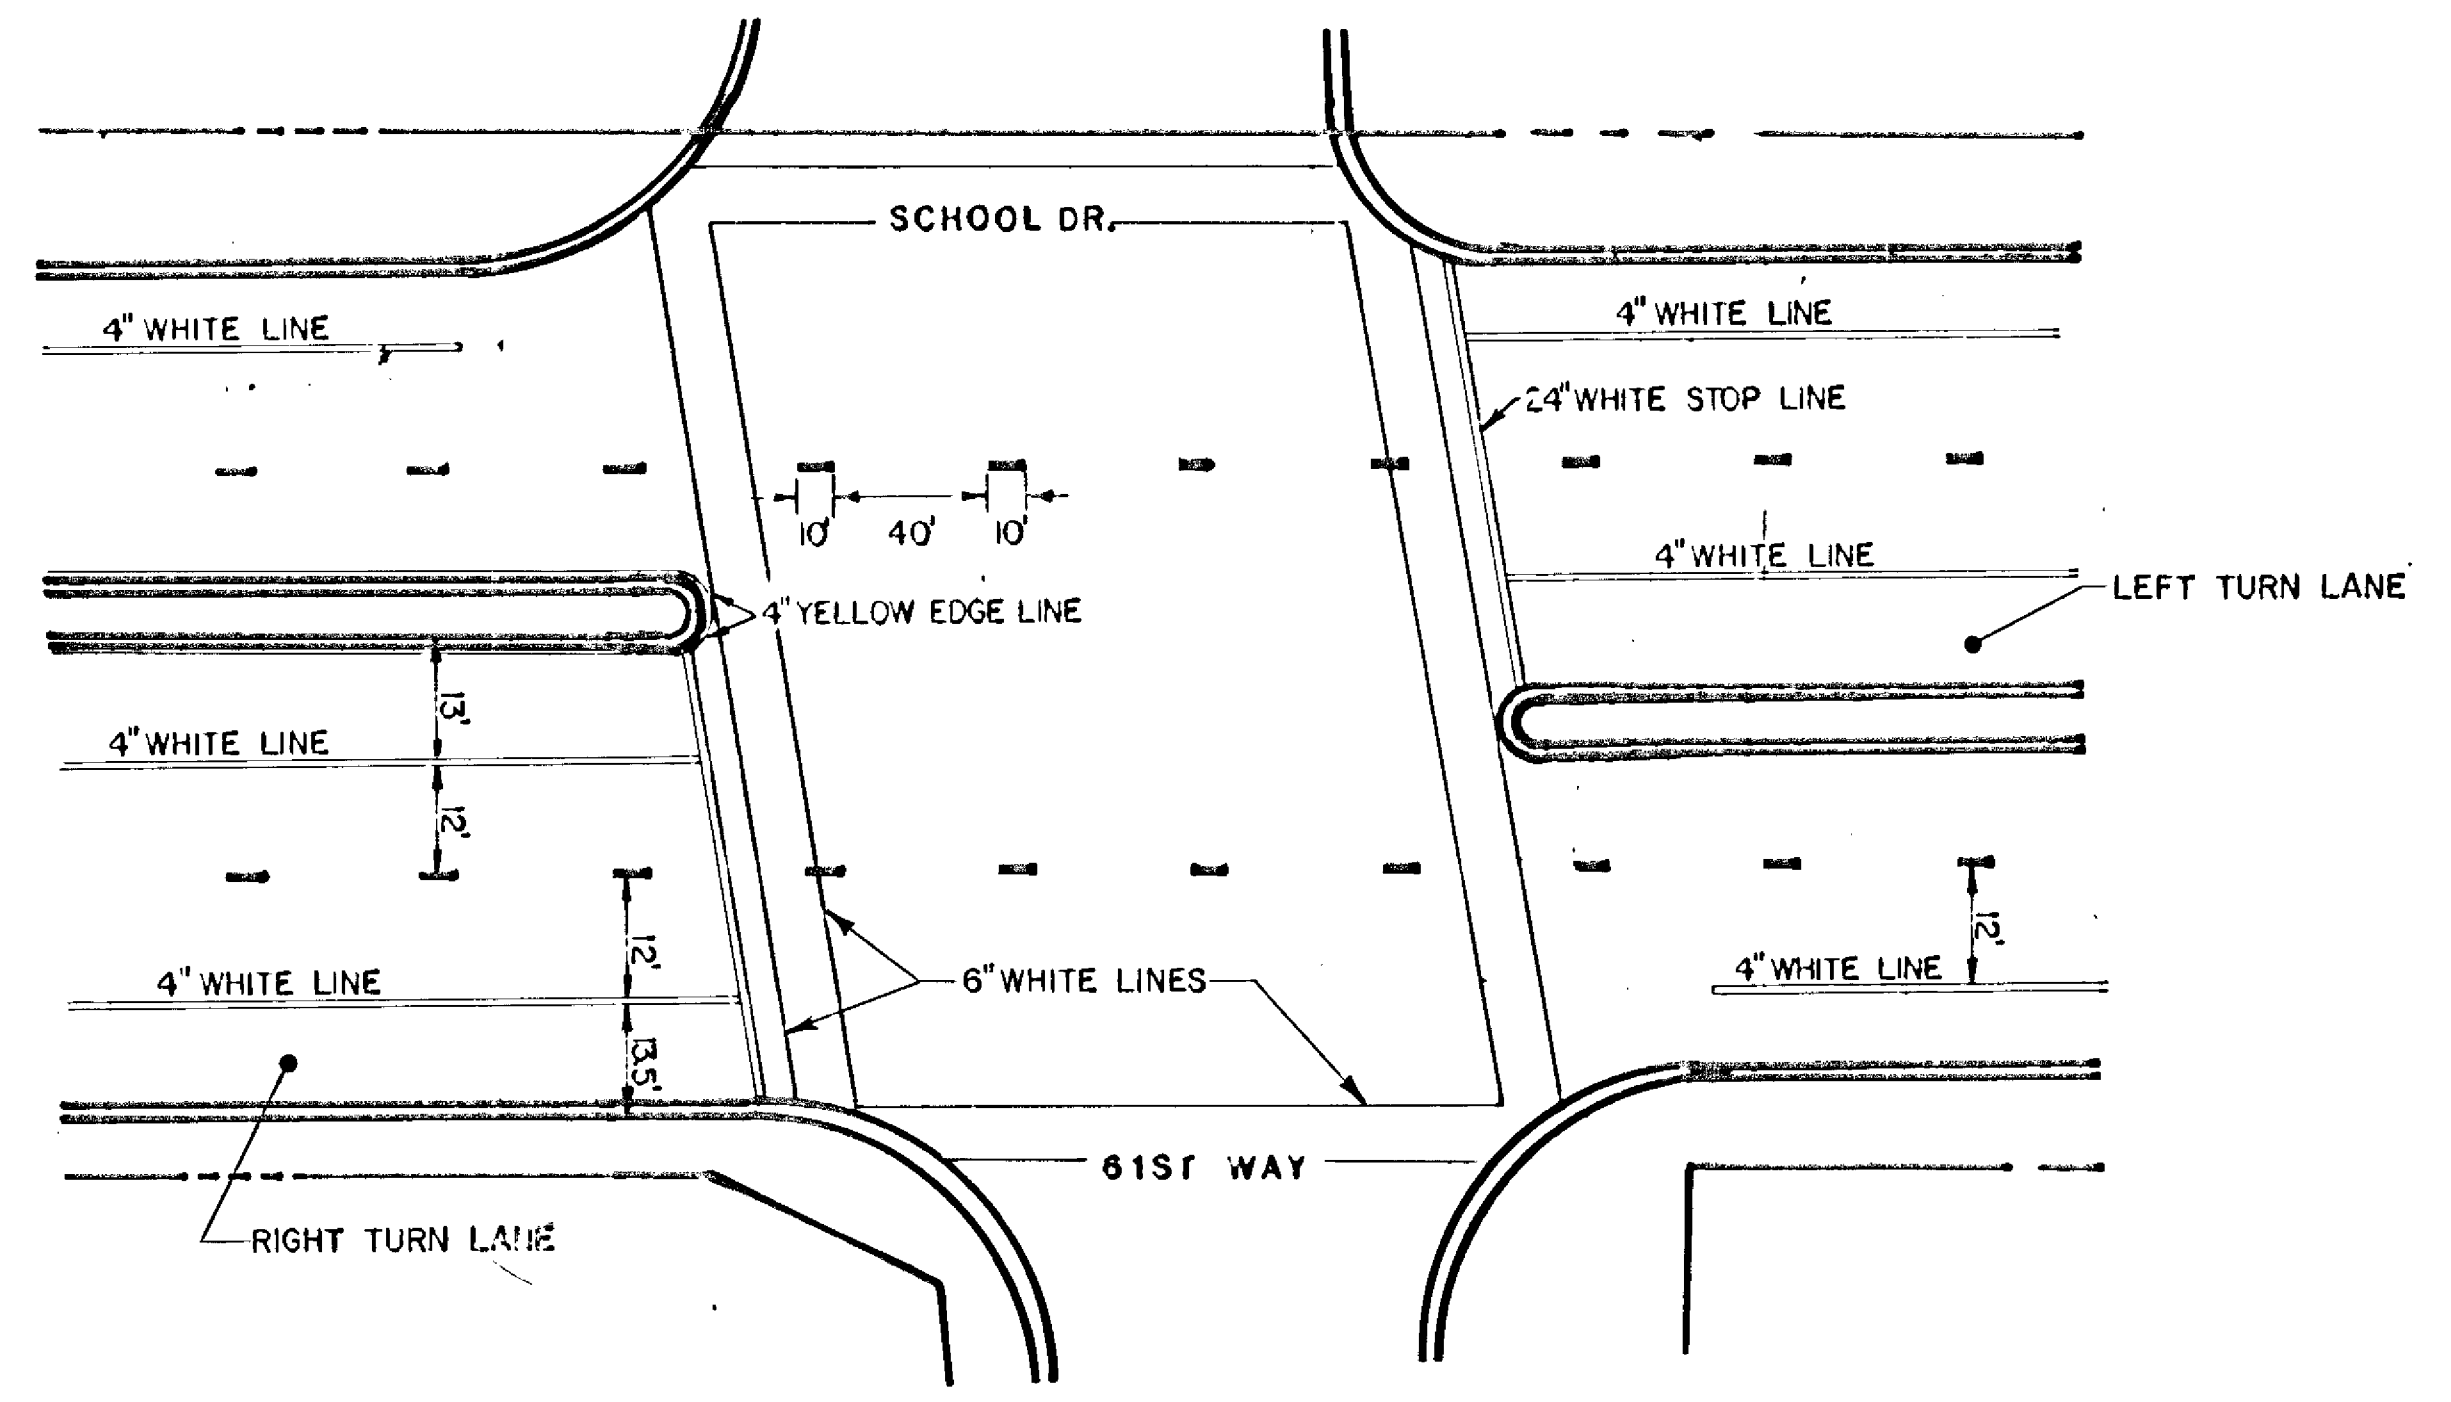 SCHOOL DR.
4" WHITE LINE
4" WHITE LINE
24" WHITE STOP LINE
10' 40' 10'
4" WHITE LINE
LEFT TURN LANE
4" YELLOW EDGE LINE
13'
4" WHITE LINE
12'
12'
12'
4" WHITE LINE
6" WHITE LINES
4" WHITE LINE
13.5'
61ST WAY
RIGHT TURN LANE